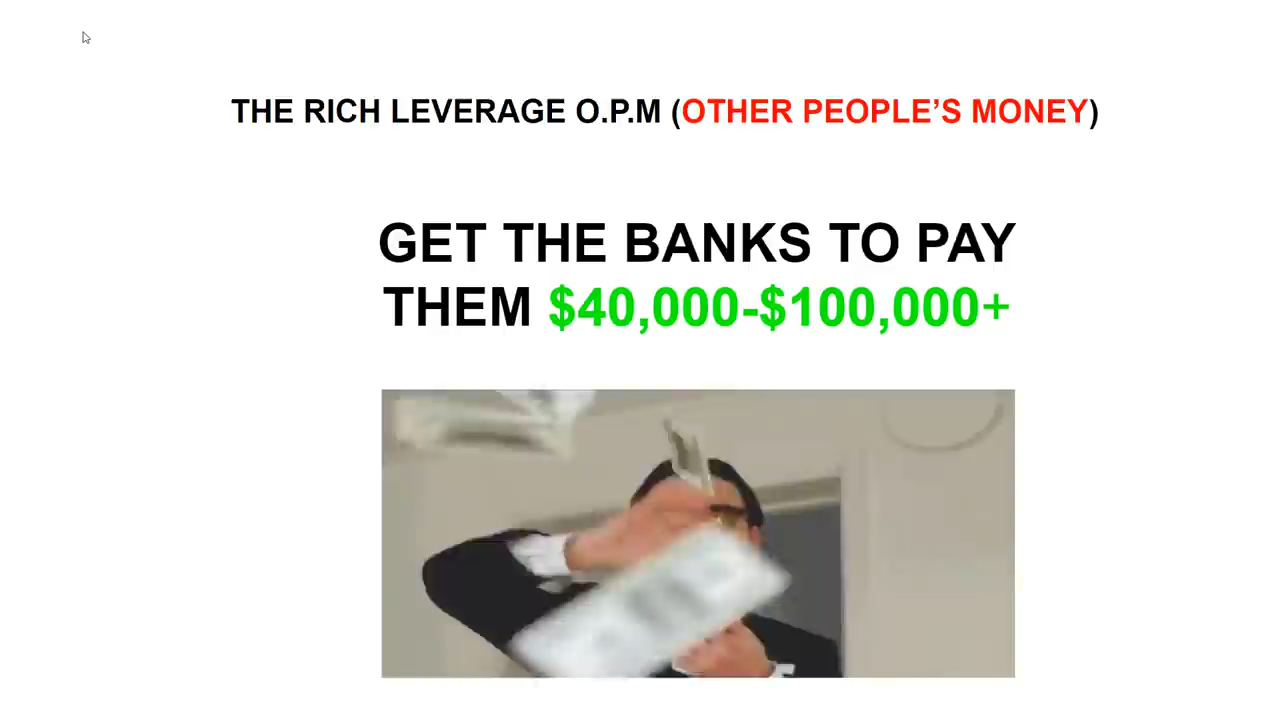 THE RICH LEVERAGE O.P.M (OTHER PEOPLE’S MONEY)
GET THE BANKS TO PAY
THEM $40,000-$100,000+